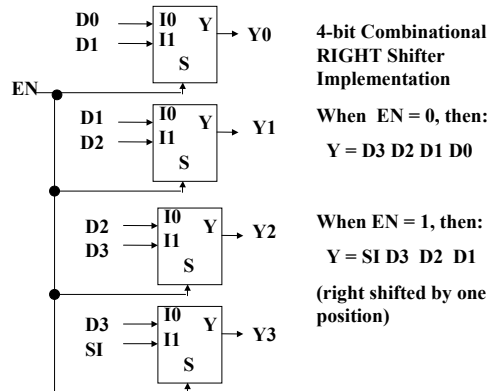 D0
D1
I0
I1
Y
S
Y0
EN
D1
D2
I0
I1
Y
S
Y1
D2
D3
I0
I1
Y
S
Y2
D3
SI
I0
I1
Y
S
Y3
4-bit Combinational
RIGHT Shifter
Implementation
When EN = 0, then:
Y = D3 D2 D1 D0
When EN = 1, then:
Y = SI D3 D2 D1
(right shifted by one
position)